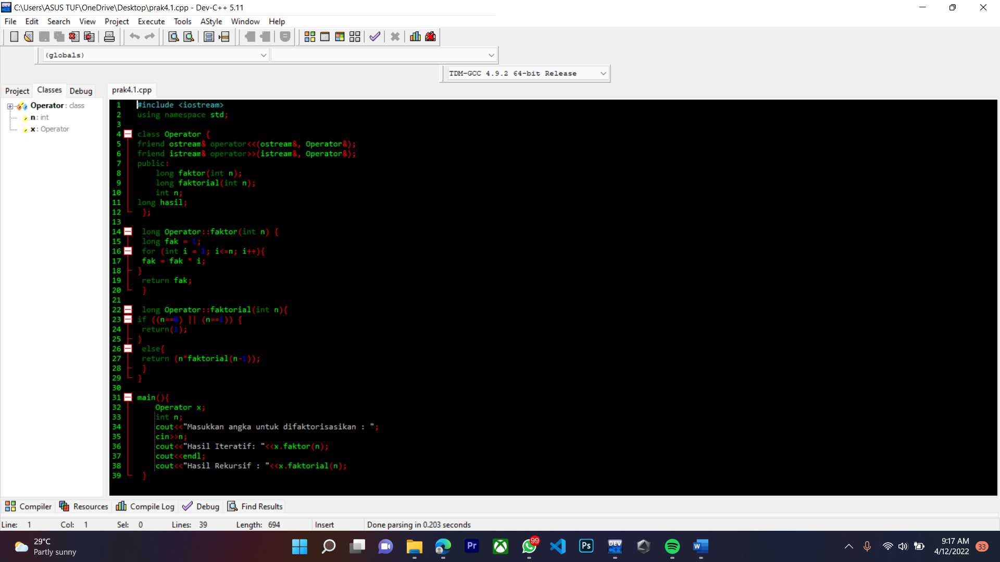 C:\Users\ASUS TUF\OneDrive\Desktop\prak4.1.cpp - Dev-C++ 5.11
File Edit Search View Project Execute Tools AStyle Window Help
(globals)
TDM-GCC 4.9.2 64-bit Release
Project Classes Debug
prak4.1.cpp
Operator : class
n : int
x : Operator
1 #include <iostream>
2 using namespace std;
3
4 class Operator {
5 friend ostream& operator<<(ostream&, Operator&);
6 friend istream& operator>>(istream&, Operator&);
7 public:
8     long faktor(int n);
9     long faktorial(int n);
10     int n;
11 long hasil;
12  };
13
14  long Operator::faktor(int n) {
15  long fak = 1;
16  for (int i = 1; i<=n; i++){
17  fak = fak * i;
18 }
19  return fak;
20  }
21
22  long Operator::faktorial(int n){
23 if ((n==0) || (n==1)) {
24  return(1);
25 }
26  else{
27  return (n*faktorial(n-1));
28  }
29 }
30
31 main(){
32     Operator x;
33     int n;
34     cout<<"Masukkan angka untuk difaktorisasikan : ";
35     cin>>n;
36     cout<<"Hasil Iteratif: "<<x.faktor(n);
37     cout<<endl;
38     cout<<"Hasil Rekursif : "<<x.faktorial(n);
39  }
Compiler Resources Compile Log Debug Find Results
Line: 1 Col: 1 Sel: 0 Lines: 39 Length: 694 Insert Done parsing in 0.203 seconds
29°C
Partly sunny
Pr
99
Ps
DEV
C++
W
9:17 AM
4/12/2022
33